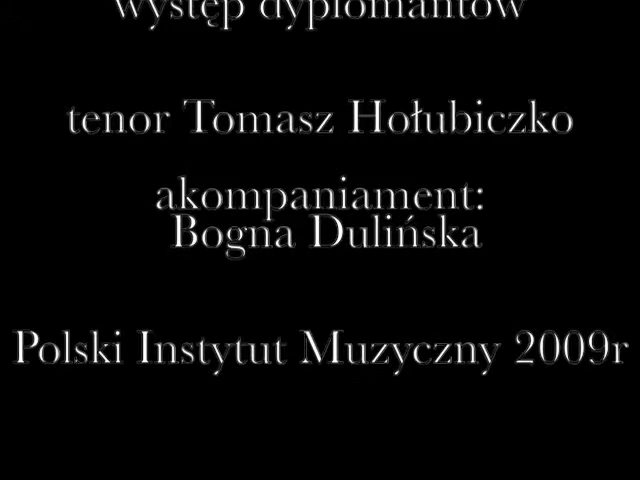 występ dyplomantów
tenor Tomasz Hołubiczko
akompaniament:
Bogna Dulińska
Polski Instytut Muzyczny 2009r